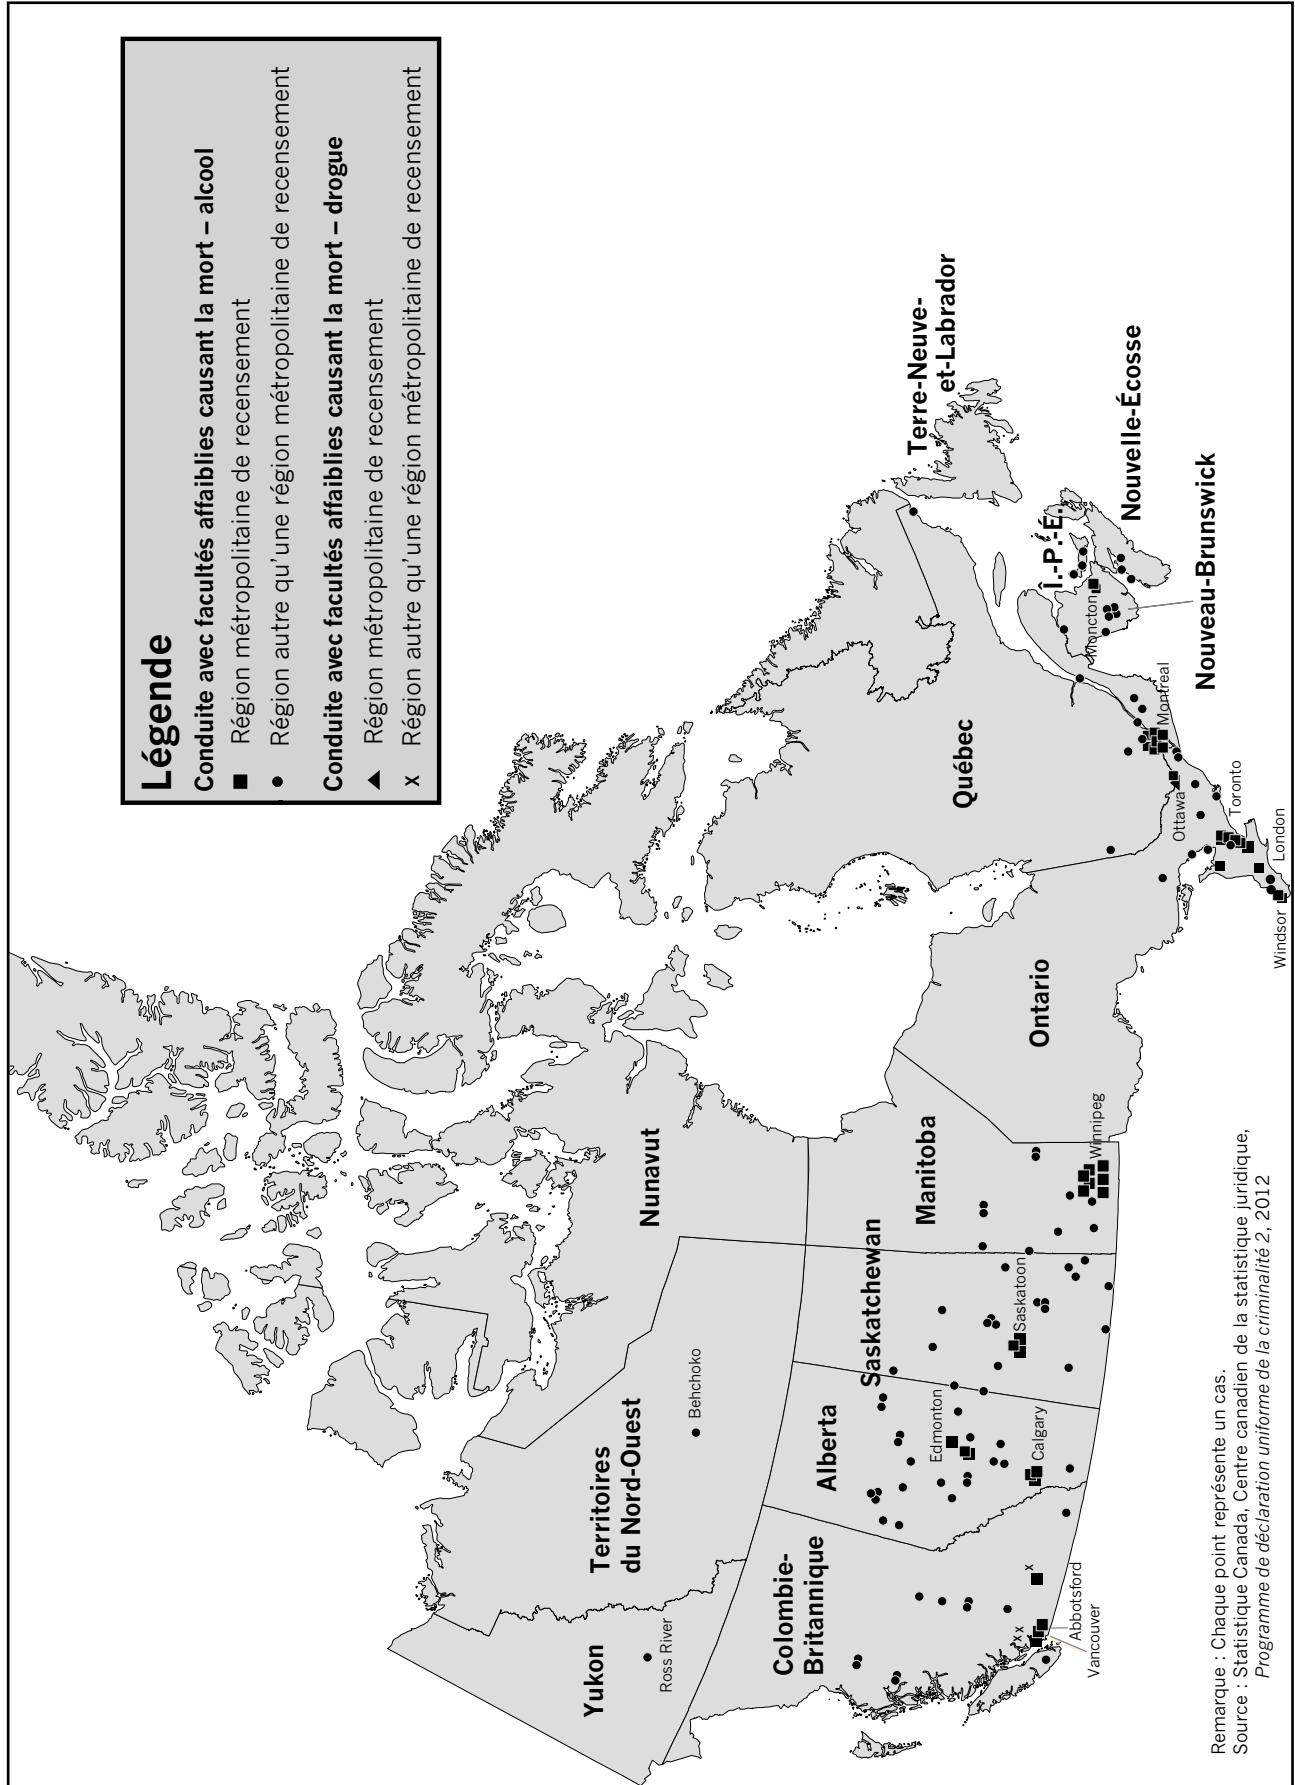 Légende
Conduite avec facultés affaiblies causant la mort – alcool
Région métropolitaine de recensement
Région autre qu'une région métropolitaine de recensement
Conduite avec facultés affaiblies causant la mort – drogue
Région métropolitaine de recensement
x Région autre qu'une région métropolitaine de recensement
Yukon
Ross River
Territoires
du Nord-Ouest
Behchoko
Nunavut
Colombie-
Britannique
Abbotsford
Vancouver
x
x
x
Alberta
Edmonton
Calgary
Saskatchewan
Saskatoon
Manitoba
Winnipeg
Ontario
Ottawa
Toronto
London
Windsor
Québec
Montreal
Terre-Neuve-
et-Labrador
Î.-P.-É.
Moncton
Nouvelle-Écosse
Nouveau-Brunswick
Remarque : Chaque point représente un cas.
Source : Statistique Canada, Centre canadien de la statistique juridique,
Programme de déclaration uniforme de la criminalité 2, 2012